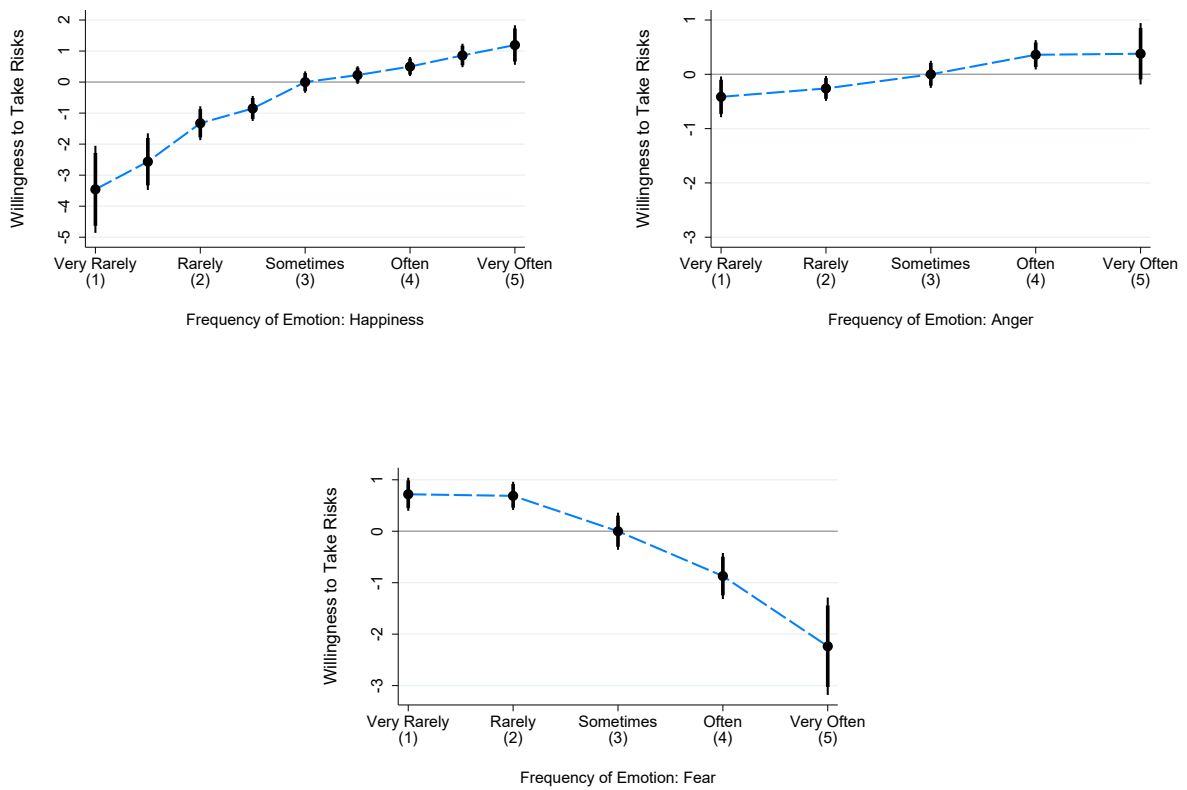 Willingness to Take Risks
2
1
0
-1
-2
-3
-4
-5
Very Rarely Rarely Sometimes Often Very Often
(1) (2) (3) (4) (5)
Frequency of Emotion: Happiness
Willingness to Take Risks
1
0
-1
-2
-3
Very Rarely Rarely Sometimes Often Very Often
(1) (2) (3) (4) (5)
Frequency of Emotion: Anger
Willingness to Take Risks
1
0
-1
-2
-3
Very Rarely Rarely Sometimes Often Very Often
(1) (2) (3) (4) (5)
Frequency of Emotion: Fear